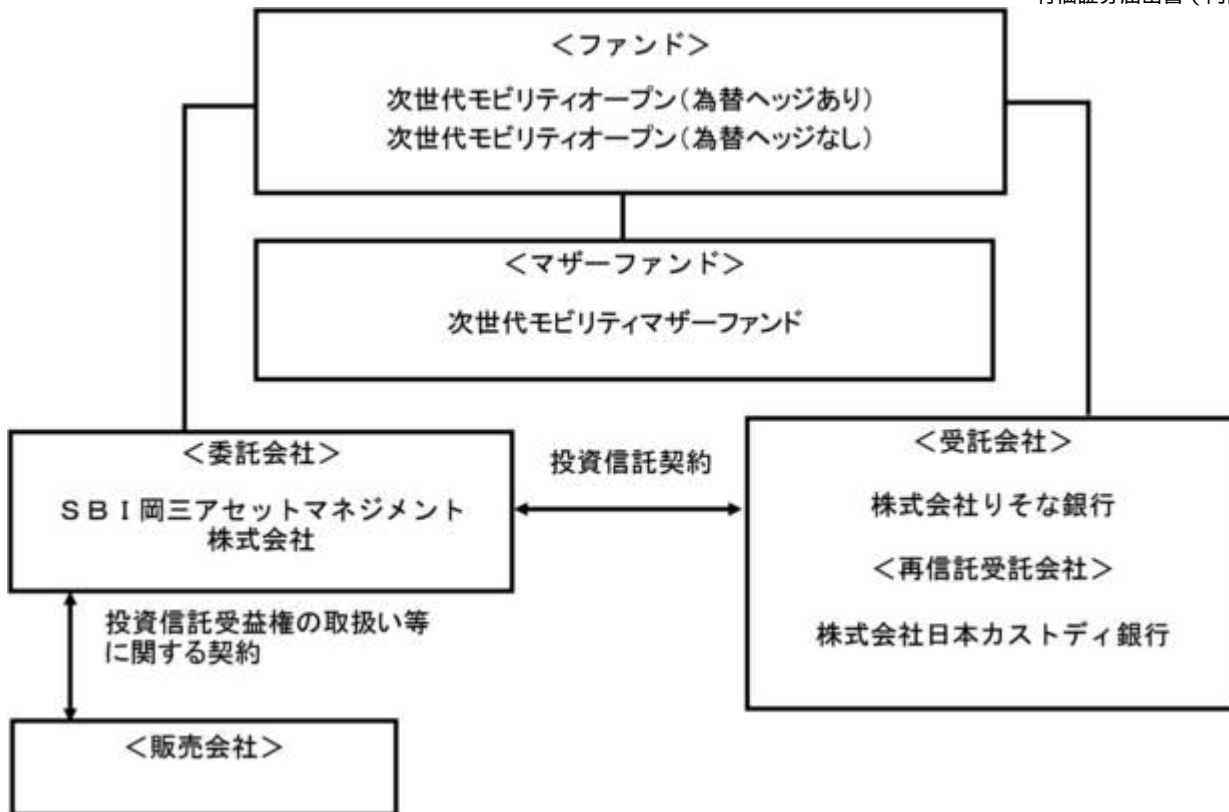 ＜ファンド＞
次世代モビリティオープン（為替ヘッジあり）
次世代モビリティオープン（為替ヘッジなし）
＜マザーファンド＞
次世代モビリティマザーファンド
＜委託会社＞
ＳＢＩ岡三アセットマネジメント
株式会社
投資信託契約
＜受託会社＞
株式会社りそな銀行
＜再信託受託会社＞
株式会社日本カストディ銀行
投資信託受益権の取扱い等
に関する契約
＜販売会社＞